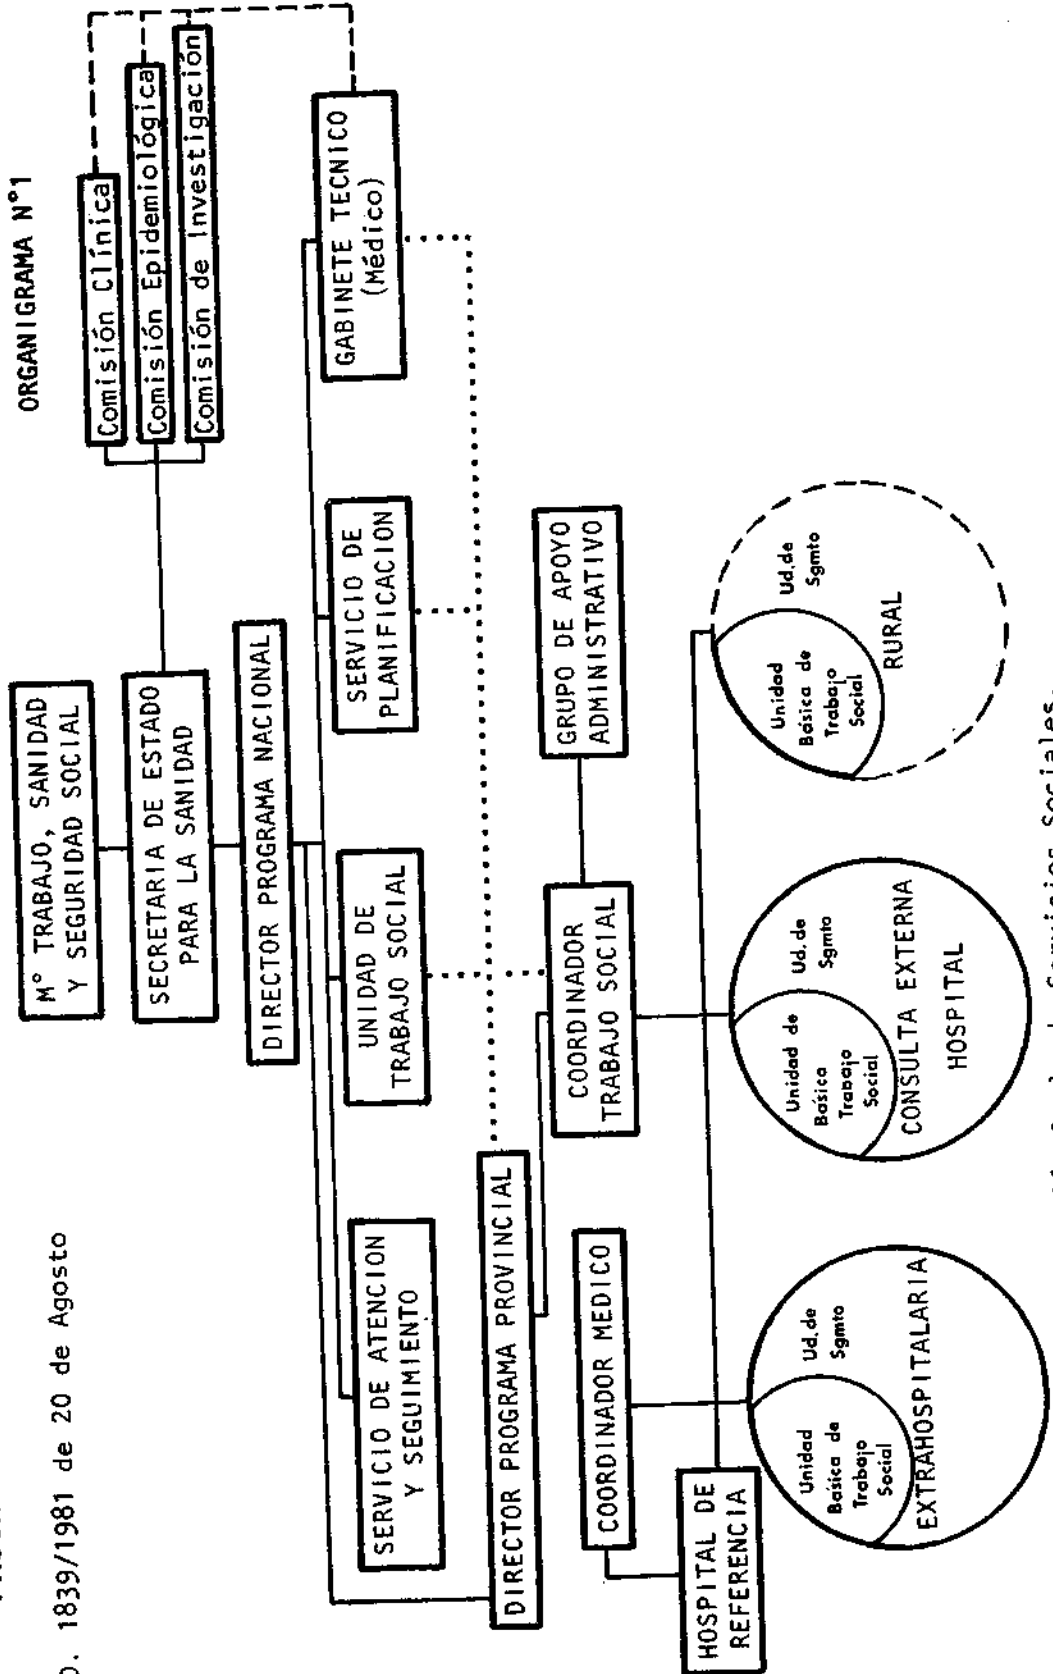 1839/1981 de 20 de Agosto
ORGANIGRAMA N°1
M° TRABAJO, SANIDAD
Y SEGURIDAD SOCIAL
SECRETARIA DE ESTADO
PARA LA SANIDAD
Comisión Clínica
Comisión Epidemiológica
Comisión de Investigación
DIRECTOR PROGRAMA NACIONAL
SERVICIO DE ATENCION
Y SEGUIMIENTO
UNIDAD DE
TRABAJO SOCIAL
SERVICIO DE
PLANIFICACION
GABINETE TECNICO
(Médico)
DIRECTOR PROGRAMA PROVINCIAL
COORDINADOR MEDICO
COORDINADOR
TRABAJO SOCIAL
GRUPO DE APOYO
ADMINISTRATIVO
HOSPITAL DE
REFERENCIA
Unidad
Básica de
Trabajo
Social
Ud.de
Sgmto
EXTRAHOSPITALARIA
Unidad de
Básica
Trabajo
Social
Ud.de
Sgmto
CONSULTA EXTERNA
HOSPITAL
Unidad
Básica de
Trabajo
Social
Ud.de
Sgmto
RURAL
Servicios Sociales.